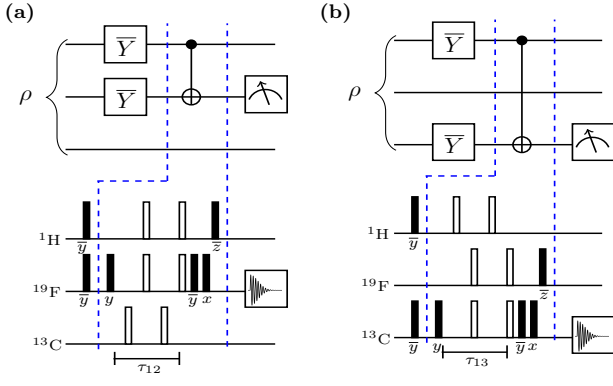 (a)
Y̅
ρ
Y̅
¹H
y̅
z̅
¹⁹F
y̅ y y̅ x
¹³C
τ₁₂
(b)
Y̅
ρ
Y̅
¹H
y̅
¹⁹F
z̅
¹³C
y̅ y y̅ x
τ₁₃